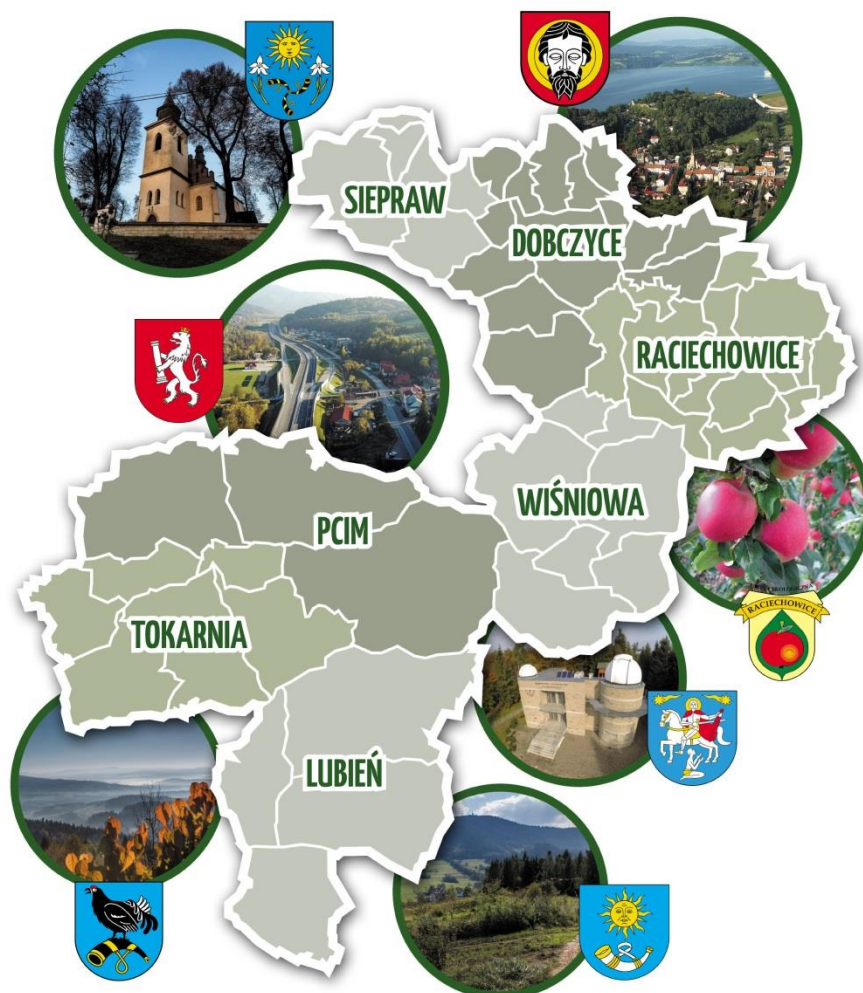 SIEPRAW
DOBCZYCE
RACIECHOWICE
WIŚNIOWA
PCIM
TOKARNIA
LUBIEŃ
RACIECHOWICE